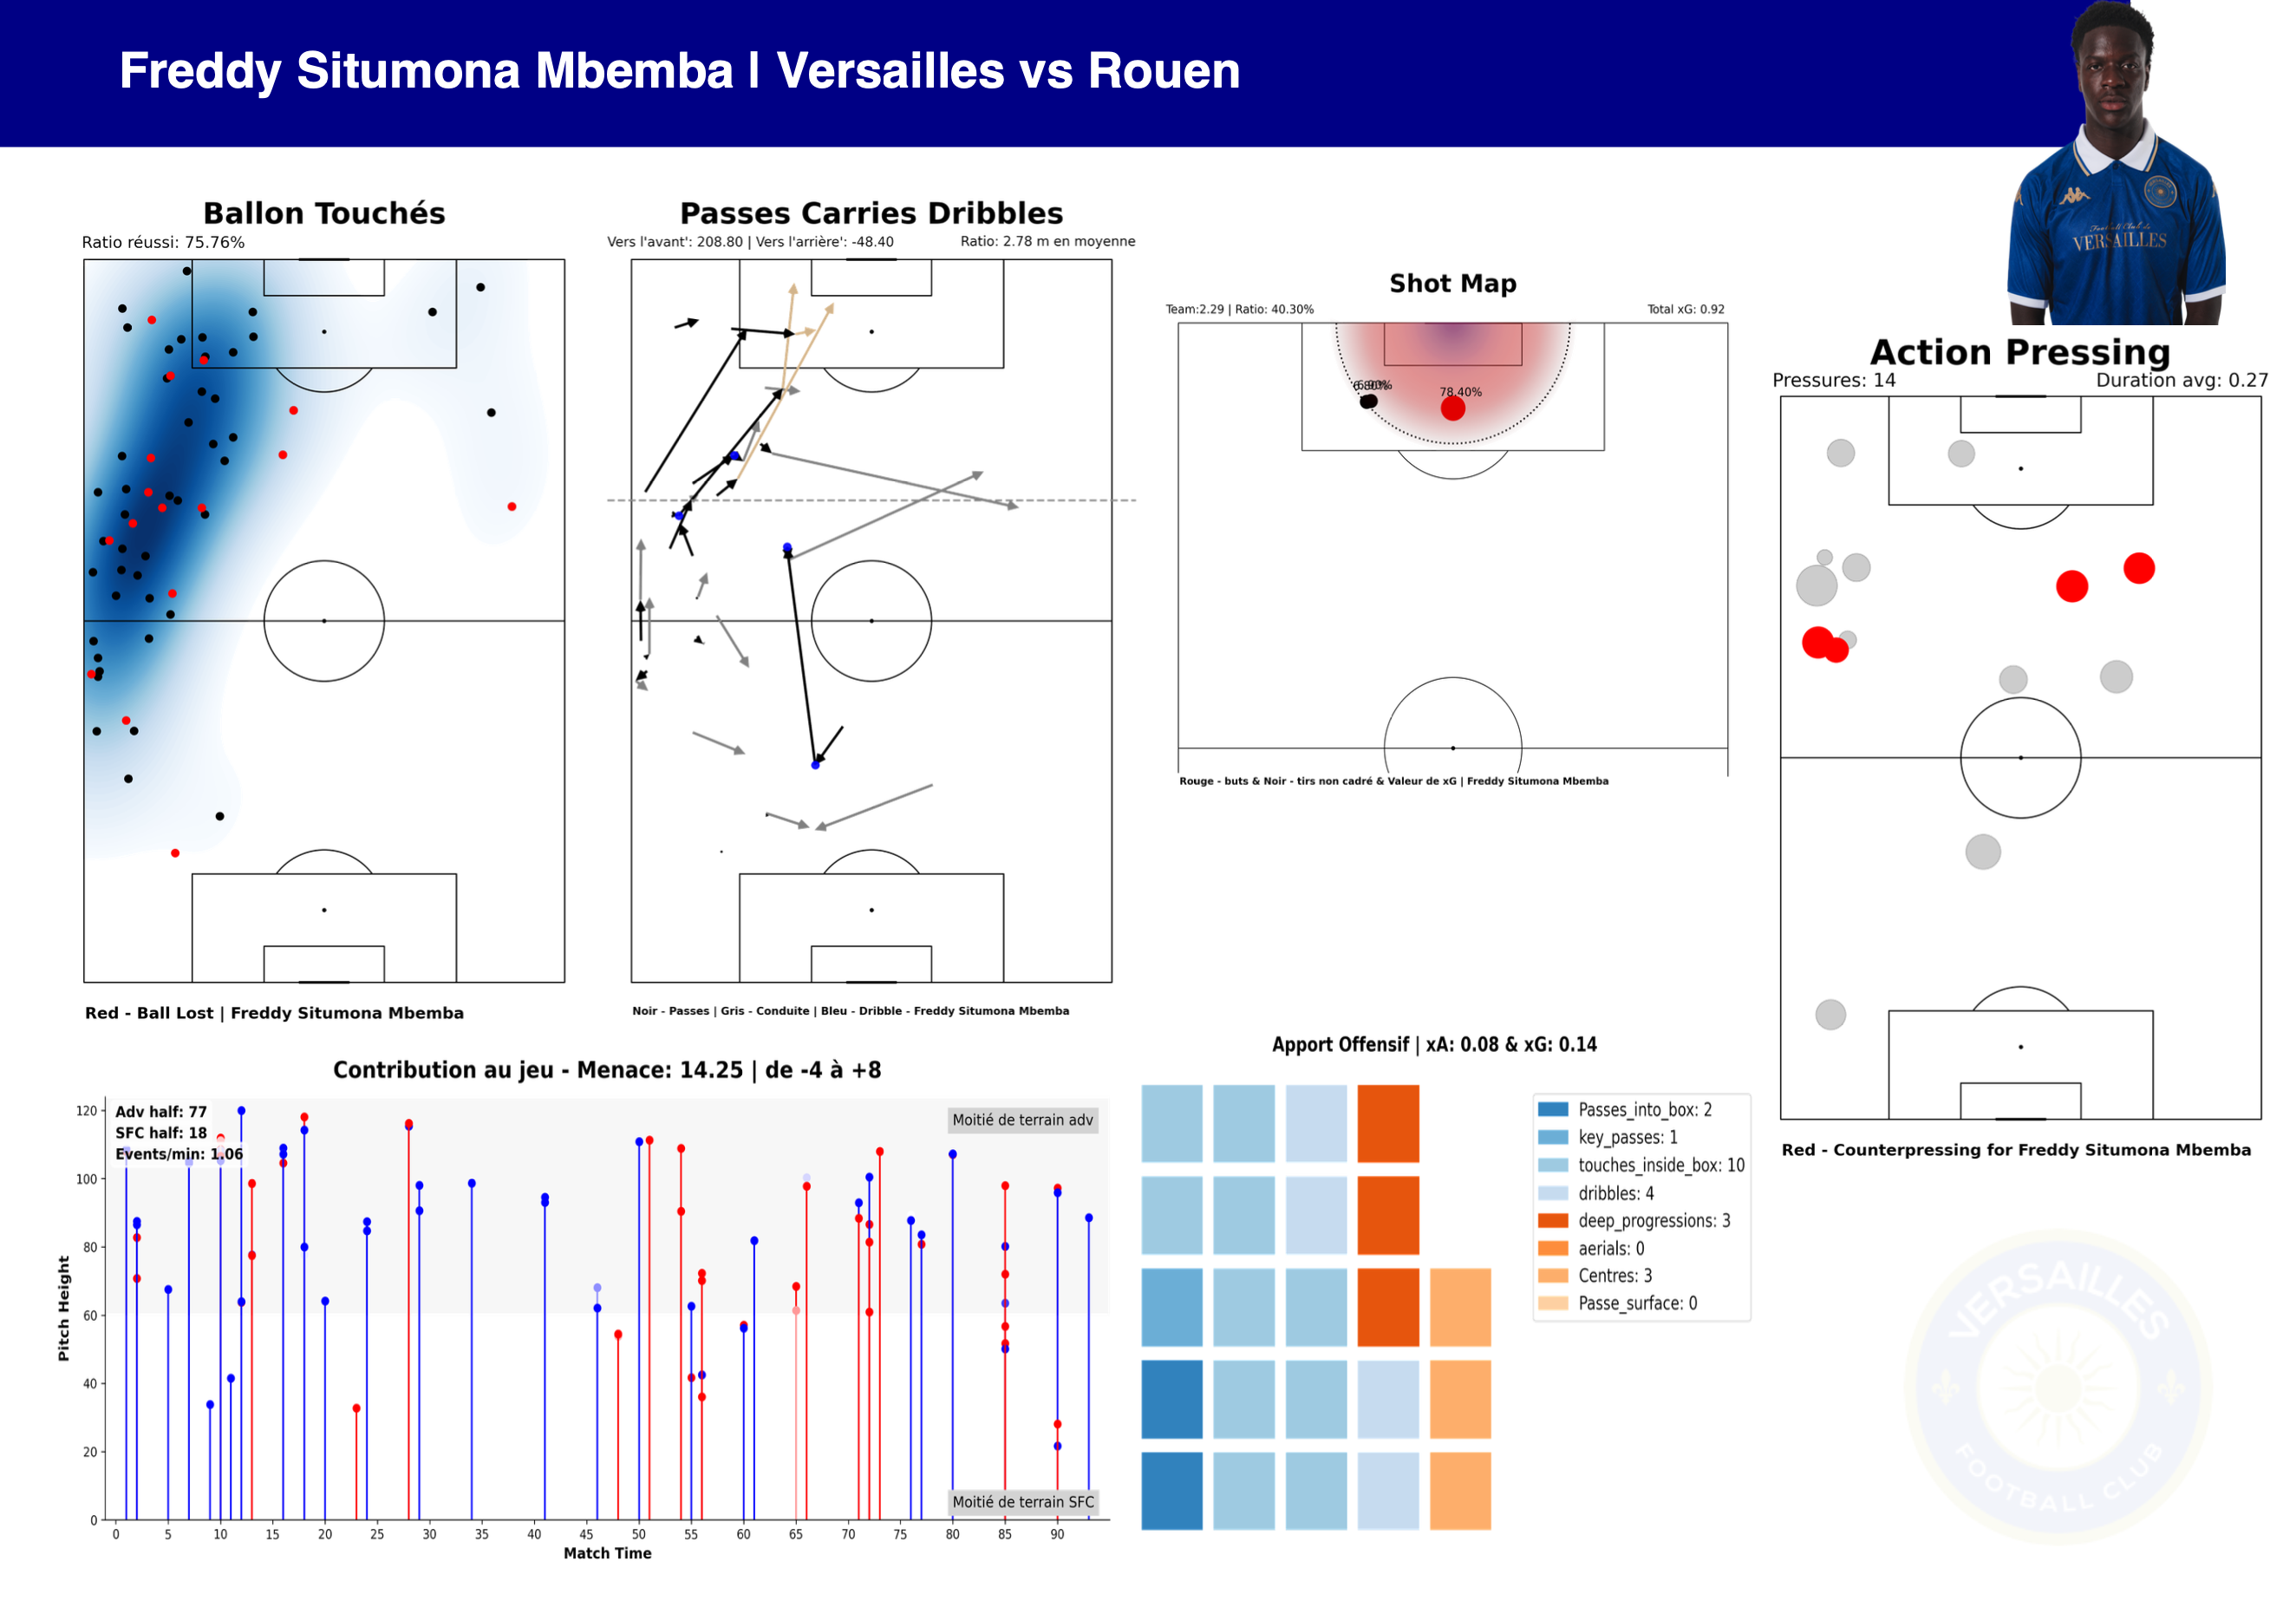 Freddy Situmona Mbemba | Versailles vs Rouen
VERSAILLES
Ballon Touchés
Ratio réussi: 75.76%
Red - Ball Lost | Freddy Situmona Mbemba
Passes Carries Dribbles
Vers l'avant': 208.80 | Vers l'arrière': -48.40
Ratio: 2.78 m en moyenne
Noir - Passes | Gris - Conduite | Bleu - Dribble - Freddy Situmona Mbemba
Shot Map
Team:2.29 | Ratio: 40.30%
Total xG: 0.92
78.40%
Rouge - buts & Noir - tirs non cadré & Valeur de xG | Freddy Situmona Mbemba
Action Pressing
Pressures: 14
Duration avg: 0.27
Red - Counterpressing for Freddy Situmona Mbemba
Contribution au jeu - Menace: 14.25 | de -4 à +8
Adv half: 77
SFC half: 18
Events/min: 1.06
Moitié de terrain adv
Moitié de terrain SFC
Pitch Height
120
100
80
60
40
20
0
0 5 10 15 20 25 30 35 40 45 50 55 60 65 70 75 80 85 90
Match Time
Apport Offensif | xA: 0.08 & xG: 0.14
Passes_into_box: 2
key_passes: 1
touches_inside_box: 10
dribbles: 4
deep_progressions: 3
aerials: 0
Centres: 3
Passe_surface: 0
VERSAILLES
FOOTBALL CLUB